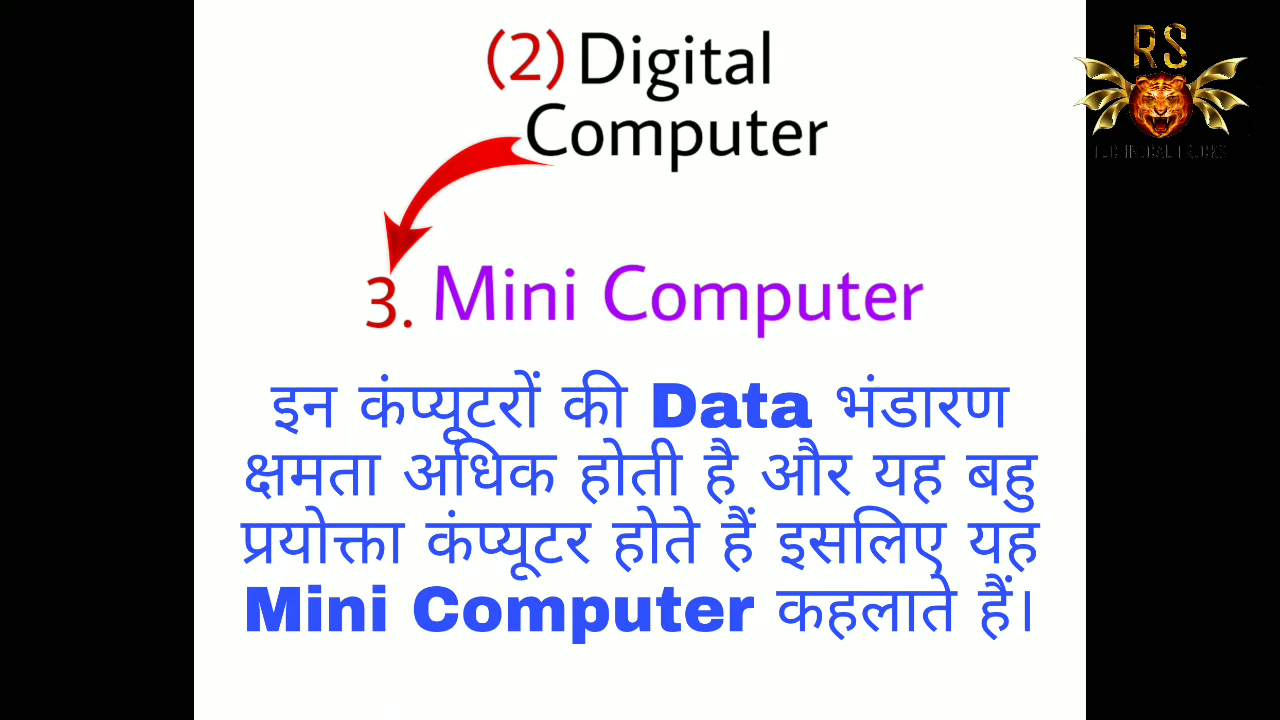 (2) Digital
Computer
RS
3. Mini Computer
इन कंप्यूटरों की Data भंडारण
क्षमता अधिक होती है और यह बहु
प्रयोक्ता कंप्यूटर होते हैं इसलिए यह
Mini Computer कहलाते हैं।